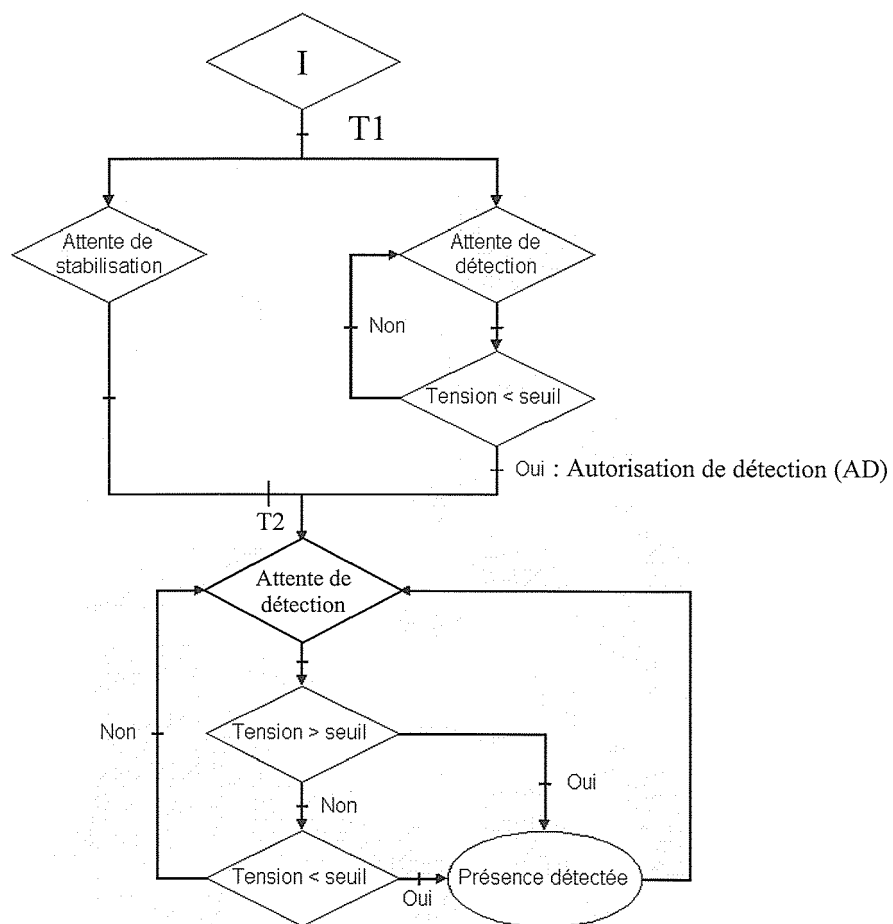 I
T1
Attente de
stabilisation
Attente de
détection
Non
Tension < seuil
Oui : Autorisation de détection (AD)
T2
Attente de
détection
Non
Tension > seuil
Oui
Non
Tension < seuil
Oui
Présence détectée